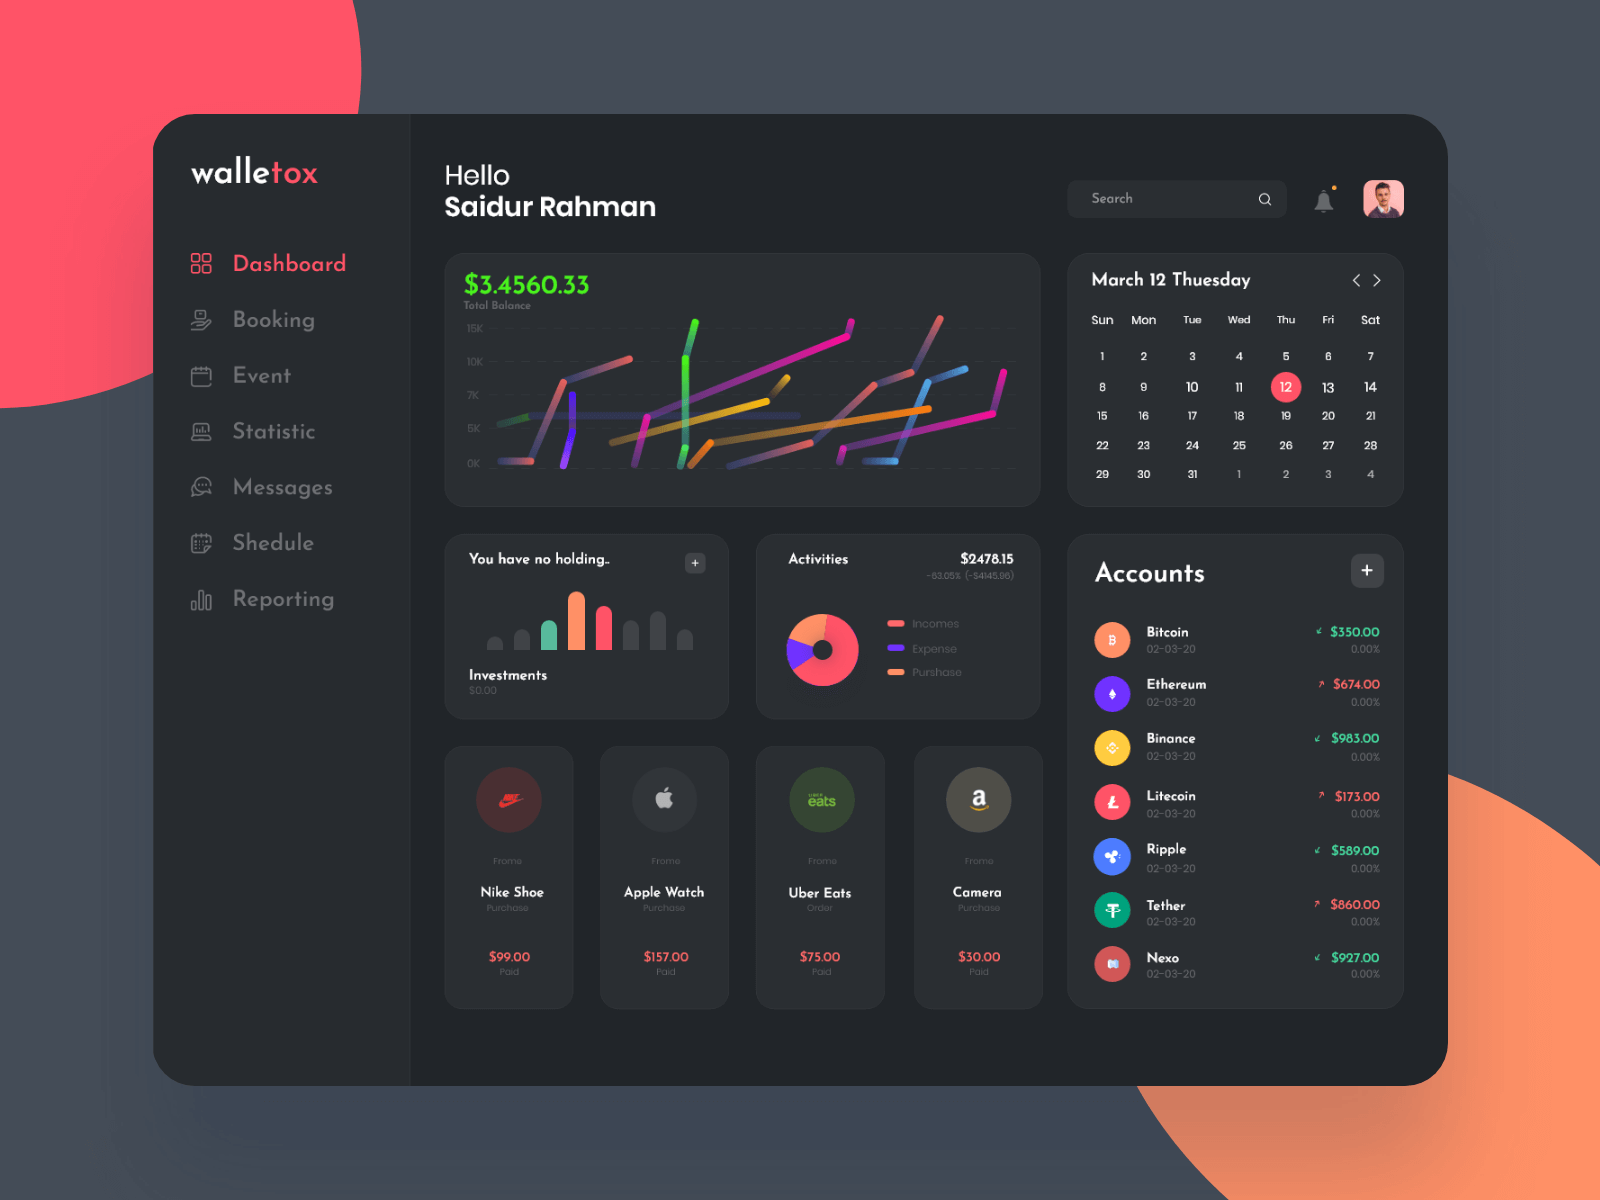 walletox
Dashboard
Booking
Event
Statistic
Messages
Shedule
Reporting
Hello
Saidur Rahman
Search
$3.4560.33
Total Balance
15K
10K
7K
5K
0K
March 12 Thuesday
Sun Mon Tue Wed Thu Fri Sat
1 2 3 4 5 6 7
8 9 10 11 12 13 14
15 16 17 18 19 20 21
22 23 24 25 26 27 28
29 30 31 1 2 3 4
You have no holding..
+
Investments
$0.00
Activities
$2478.15
-63.05% (-$4145.96)
Incomes
Expense
Purchase
Accounts
+
Bitcoin $350.00
02-03-20 0.00%
Ethereum $674.00
02-03-20 0.00%
Binance $983.00
02-03-20 0.00%
Litecoin $173.00
02-03-20 0.00%
Ripple $589.00
02-03-20 0.00%
Tether $860.00
02-03-20 0.00%
Nexo $927.00
02-03-20 0.00%
NIKE
Frome
Nike Shoe
Purchase
$99.00
Paid
Frome
Apple Watch
Purchase
$157.00
Paid
UBER
eats
Frome
Uber Eats
Order
$75.00
Paid
a
Frome
Camera
Purchase
$30.00
Paid